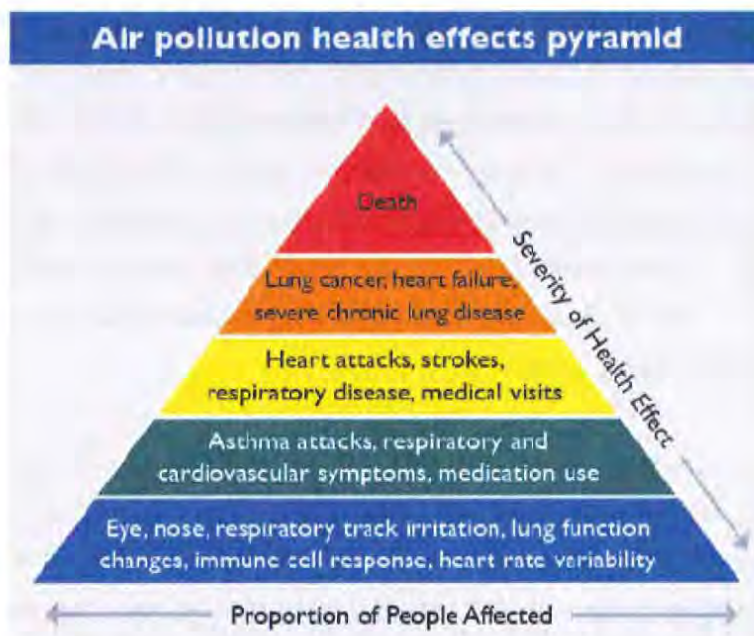 Air pollution health effects pyramid
Death
Lung cancer, heart failure,
severe chronic lung disease
Heart attacks, strokes,
respiratory disease, medical visits
Asthma attacks, respiratory and
cardiovascular symptoms, medication use
Eye, nose, respiratory track irritation, lung function
changes, immune cell response, heart rate variability
Severity of Health Effect
Proportion of People Affected